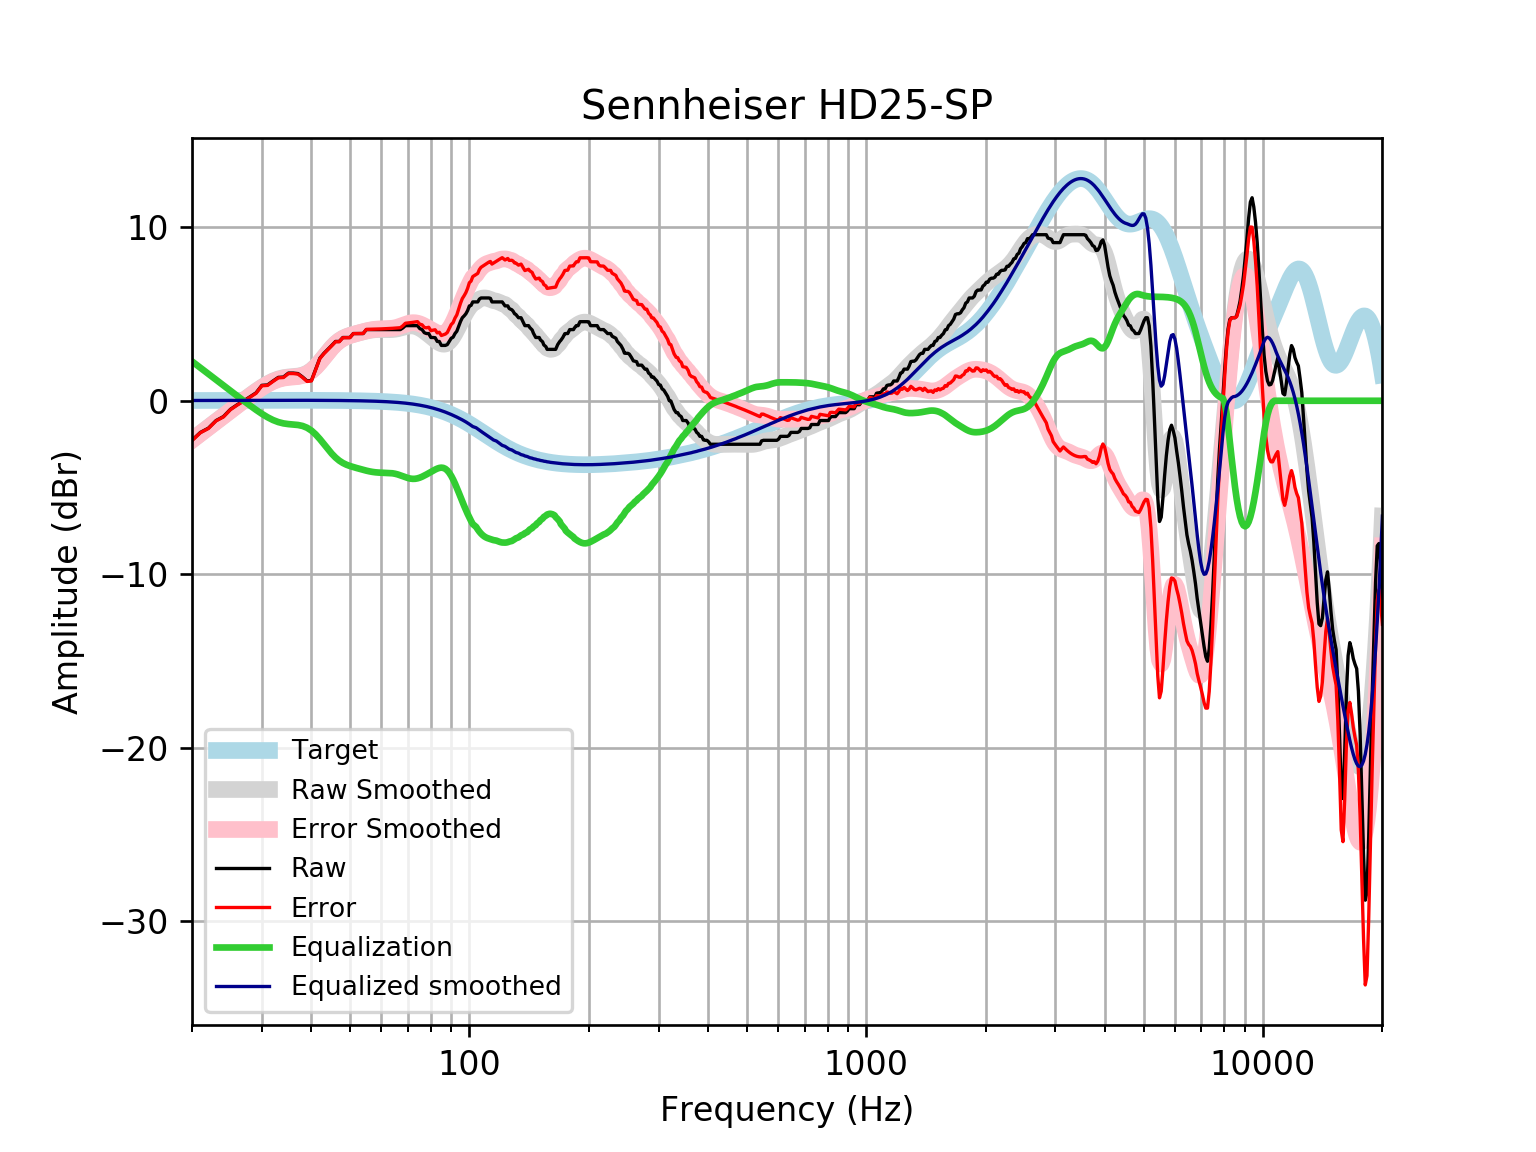 Sennheiser HD25-SP
10
0
−10
−20
−30
Amplitude (dBr)
Target
Raw Smoothed
Error Smoothed
Raw
Error
Equalization
Equalized smoothed
100
1000
10000
Frequency (Hz)